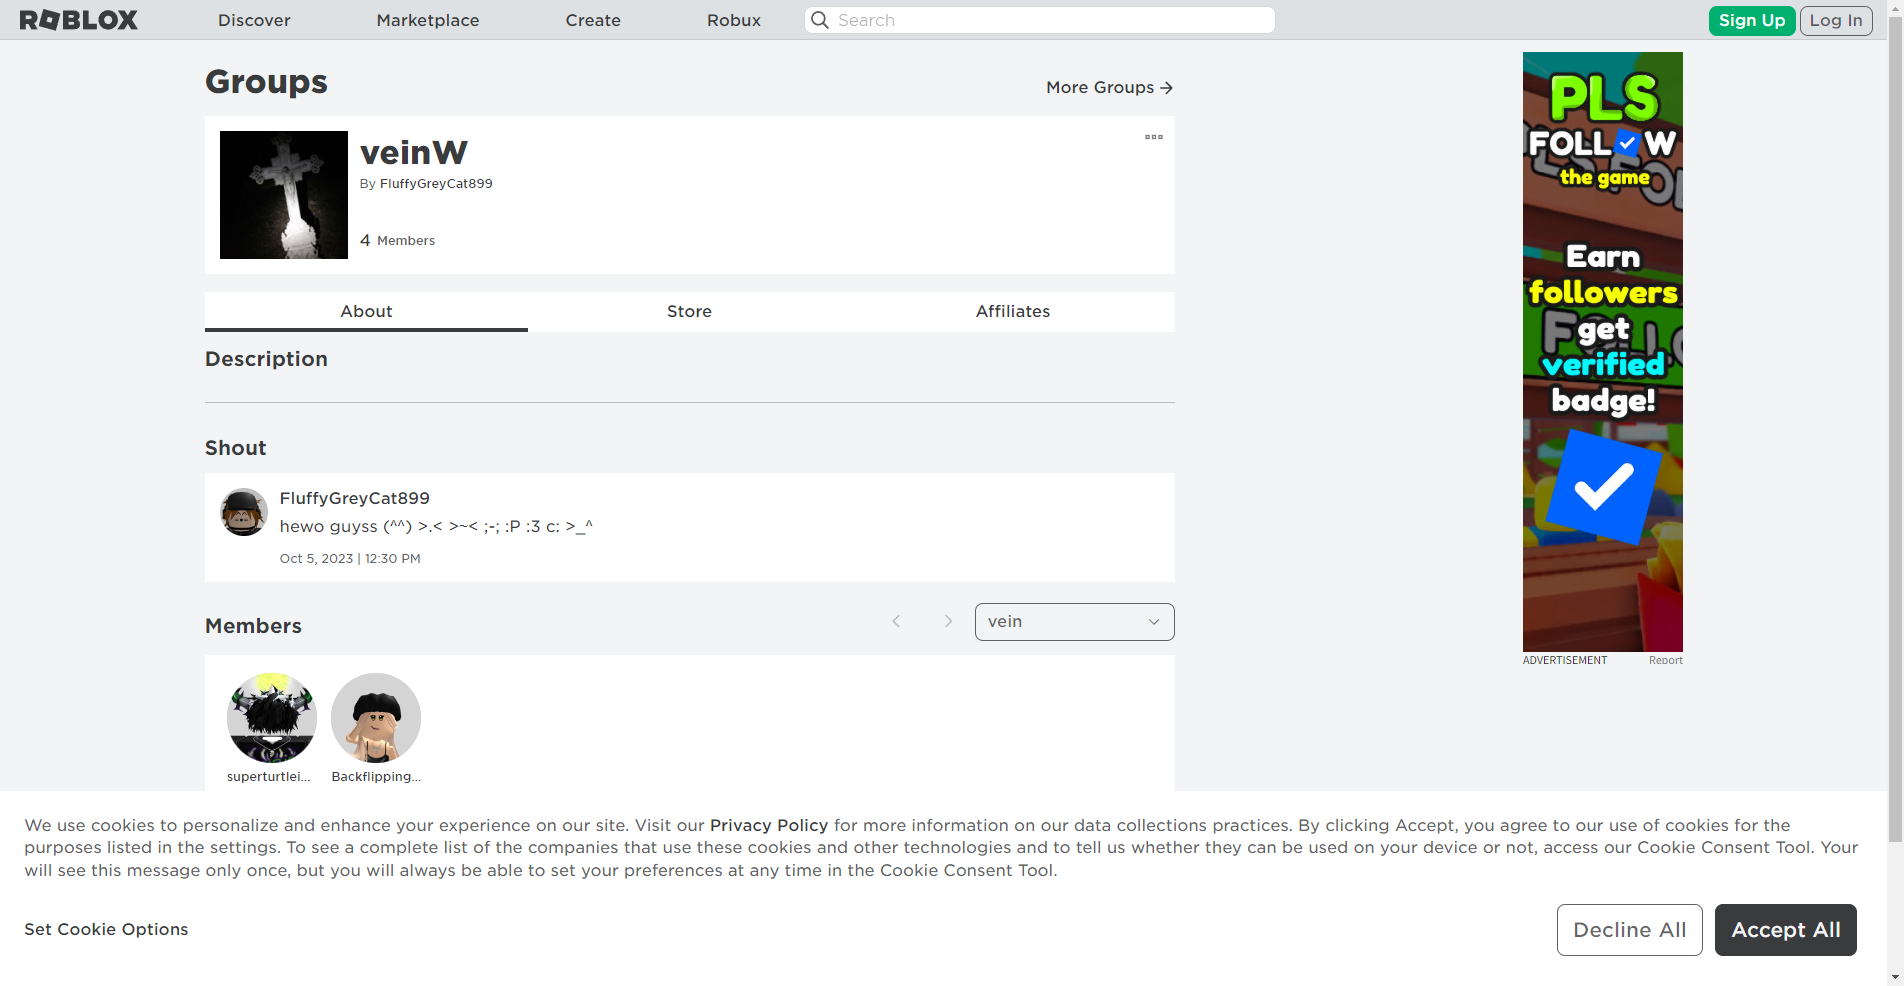 ROBLOX Discover Marketplace Create Robux Search Sign Up Log In
Groups
More Groups
veinW
By FluffyGreyCat899
4 Members
About Store Affiliates
Description
Shout
FluffyGreyCat899
hewo guyss (^^) >.< >~< ;-; :P :3 c: >_^
Oct 5, 2023 | 12:30 PM
Members
vein
superturtlei... Backflipping...
PLS
FOLLOW
the game
Earn
followers
get
verified
badge!
ADVERTISEMENT Report
We use cookies to personalize and enhance your experience on our site. Visit our Privacy Policy for more information on our data collections practices. By clicking Accept, you agree to our use of cookies for the
purposes listed in the settings. To see a complete list of the companies that use these cookies and other technologies and to tell us whether they can be used on your device or not, access our Cookie Consent Tool. Your
will see this message only once, but you will always be able to set your preferences at any time in the Cookie Consent Tool.
Set Cookie Options
Decline All
Accept All